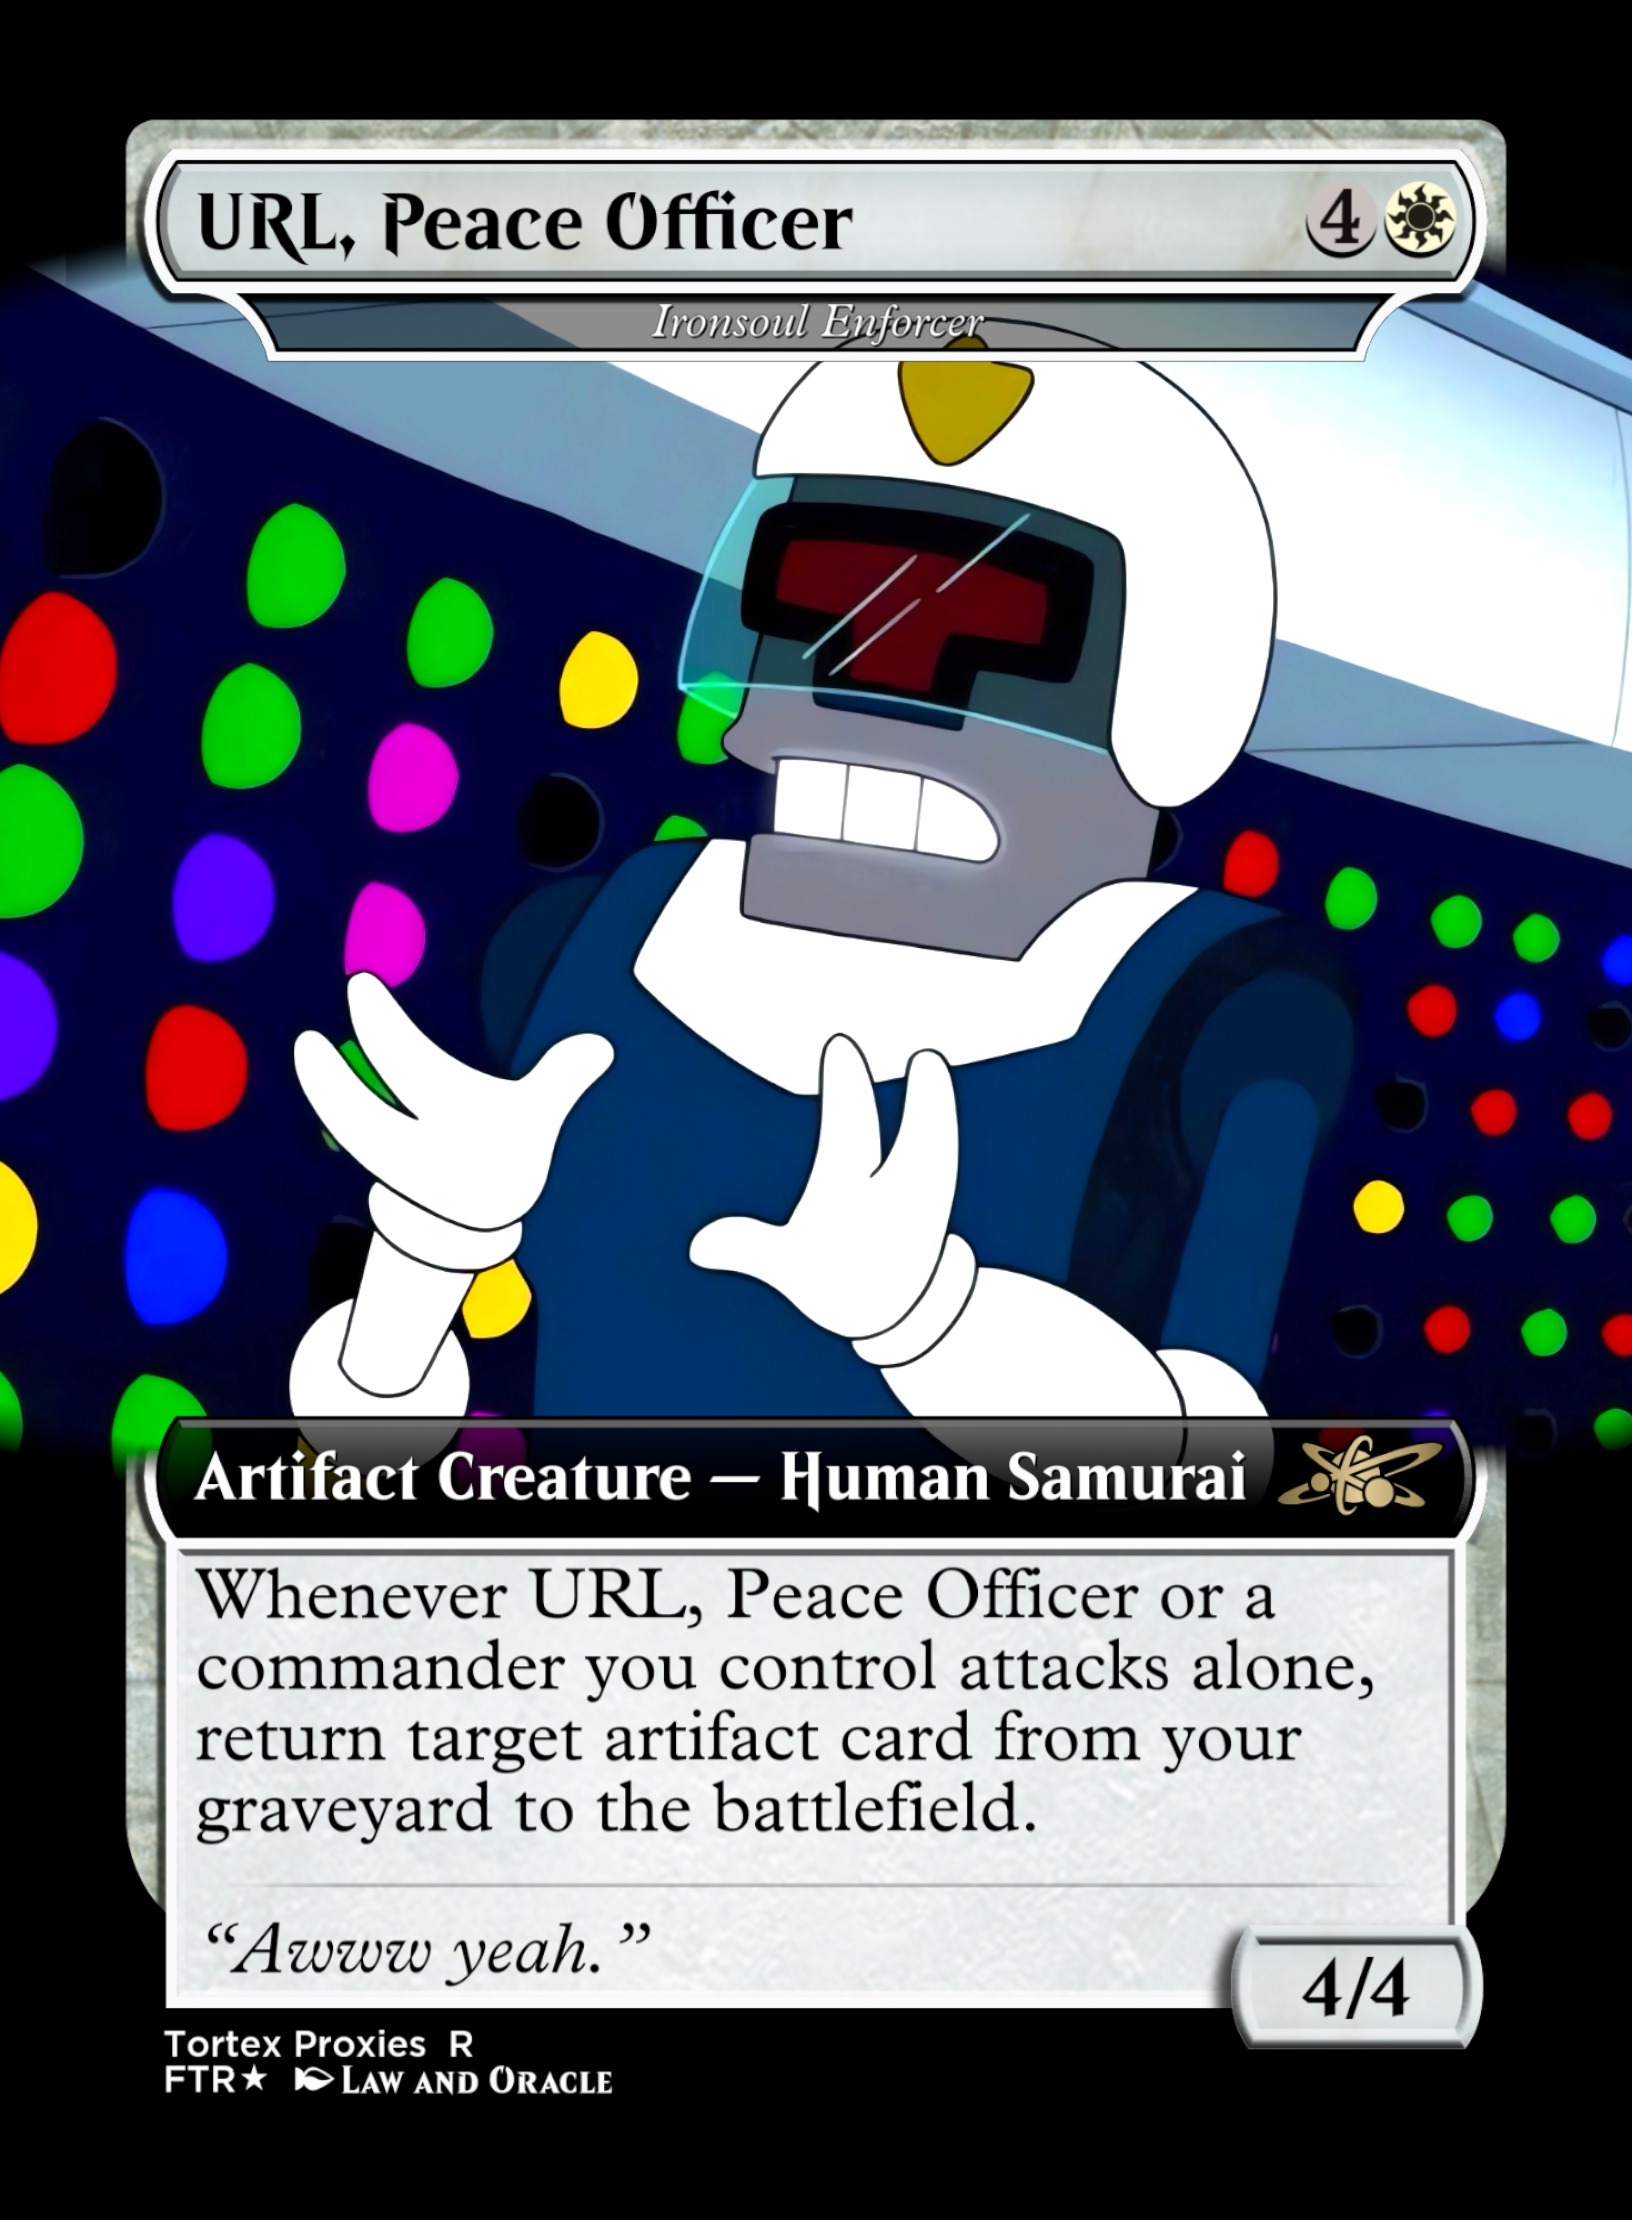 URL, Peace Officer 4
Ironsoul Enforcer
Artifact Creature — Human Samurai
Whenever URL, Peace Officer or a
commander you control attacks alone,
return target artifact card from your
graveyard to the battlefield.
“Awww yeah.”
4/4
Tortex Proxies R
FTR★ Law and Oracle